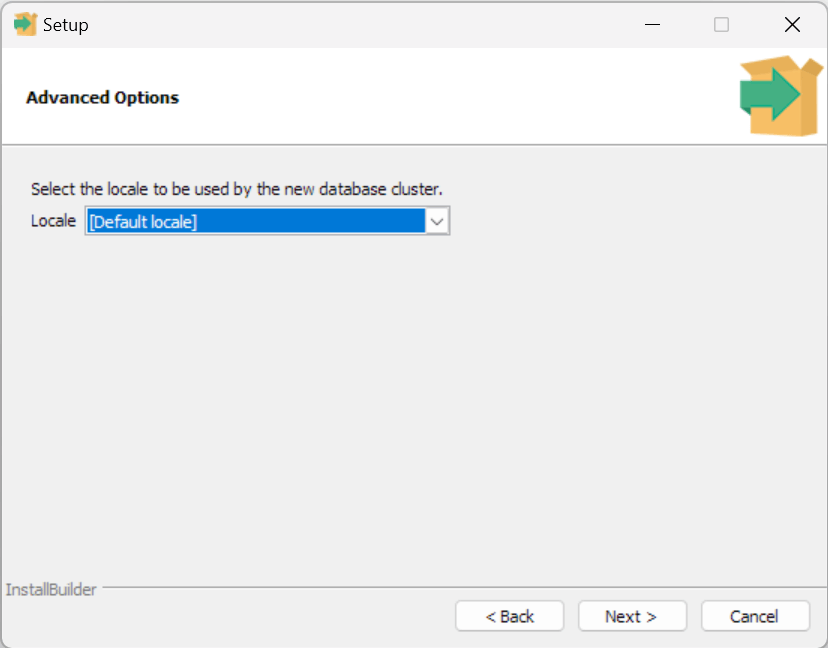 Setup
Advanced Options
Select the locale to be used by the new database cluster.
Locale [Default locale]
InstallBuilder
< Back Next > Cancel